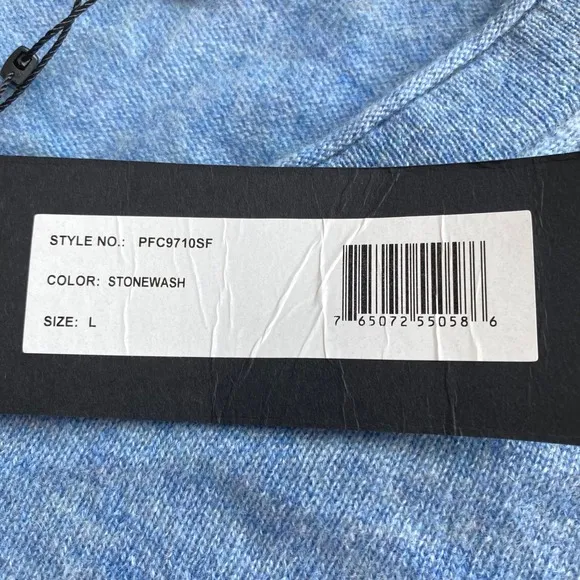 STYLE NO.: PFC9710SF
COLOR: STONEWASH
SIZE: L
7 65072 55058 6